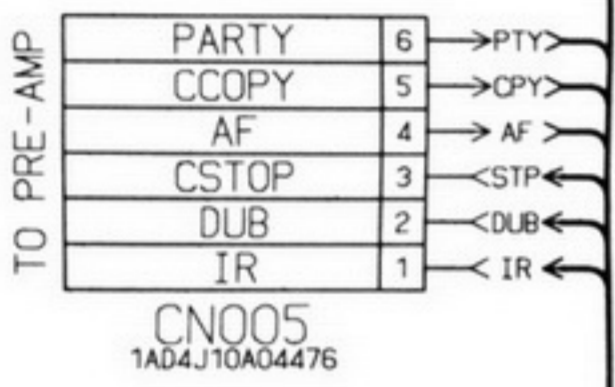 TO PRE-AMP
PARTY 6 PTY
CCOPY 5 CPY
AF 4 AF
CSTOP 3 STP
DUB 2 DUB
IR 1 IR
CN005
1AD4J10A04476